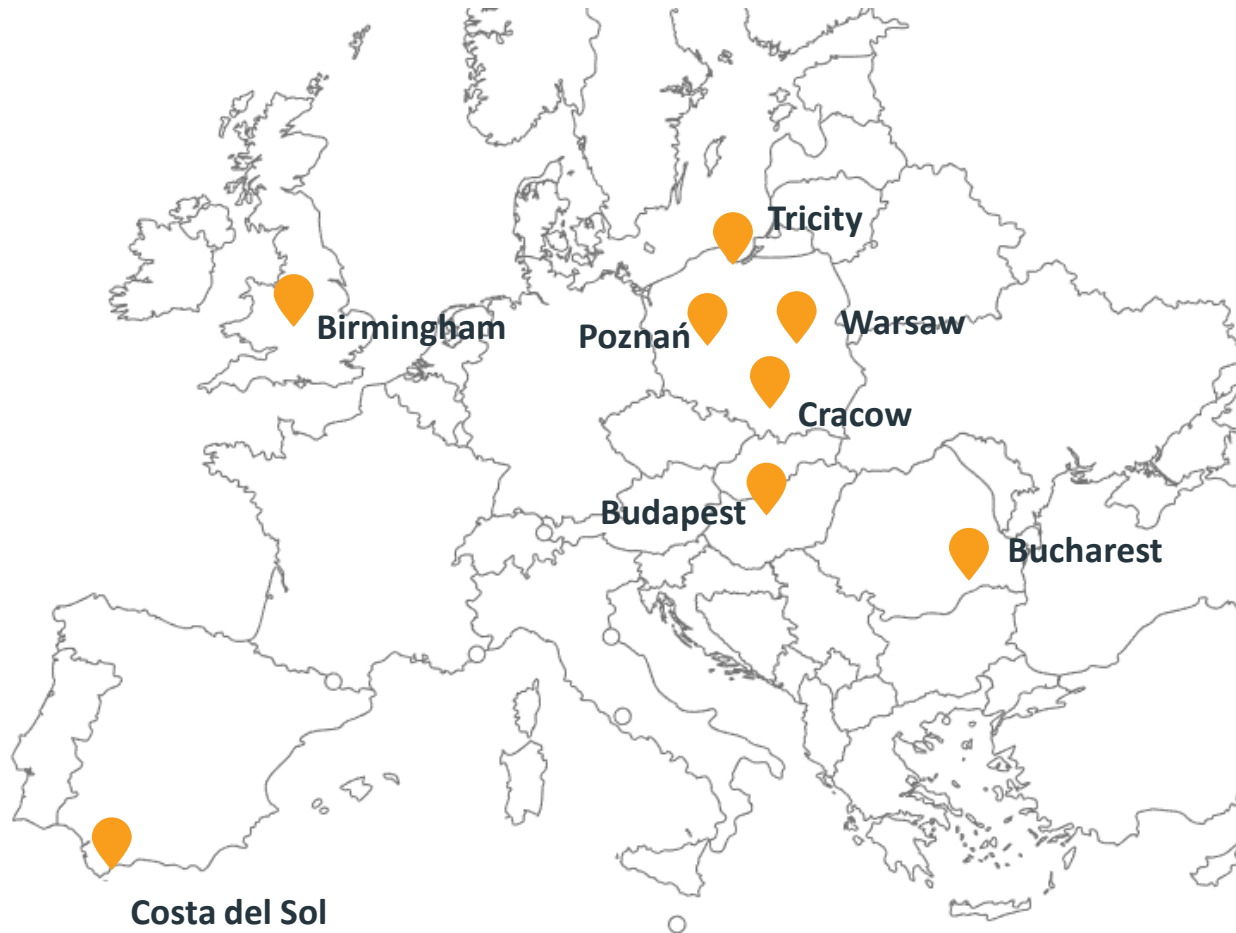 Tricity
Birmingham
Poznań
Warsaw
Cracow
Budapest
Bucharest
Costa del Sol